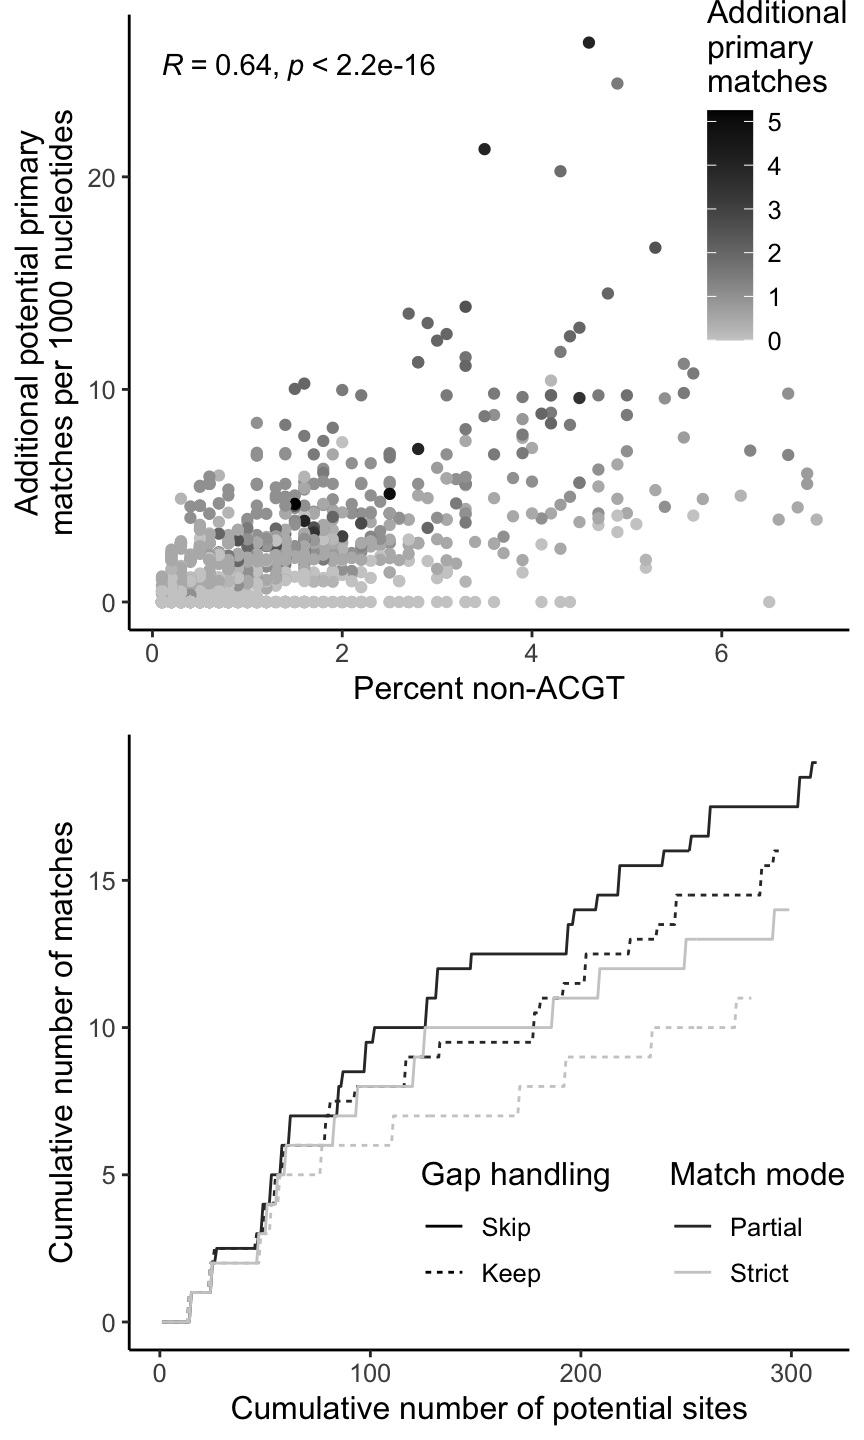 Additional potential primary
matches per 1000 nucleotides
R = 0.64, p < 2.2e-16
Additional
primary
matches
5
4
3
2
1
0
20
10
0
0 2 4 6
Percent non-ACGT
Cumulative number of matches
15
10
5
0
Gap handling
Skip
Keep
Match mode
Partial
Strict
0 100 200 300
Cumulative number of potential sites